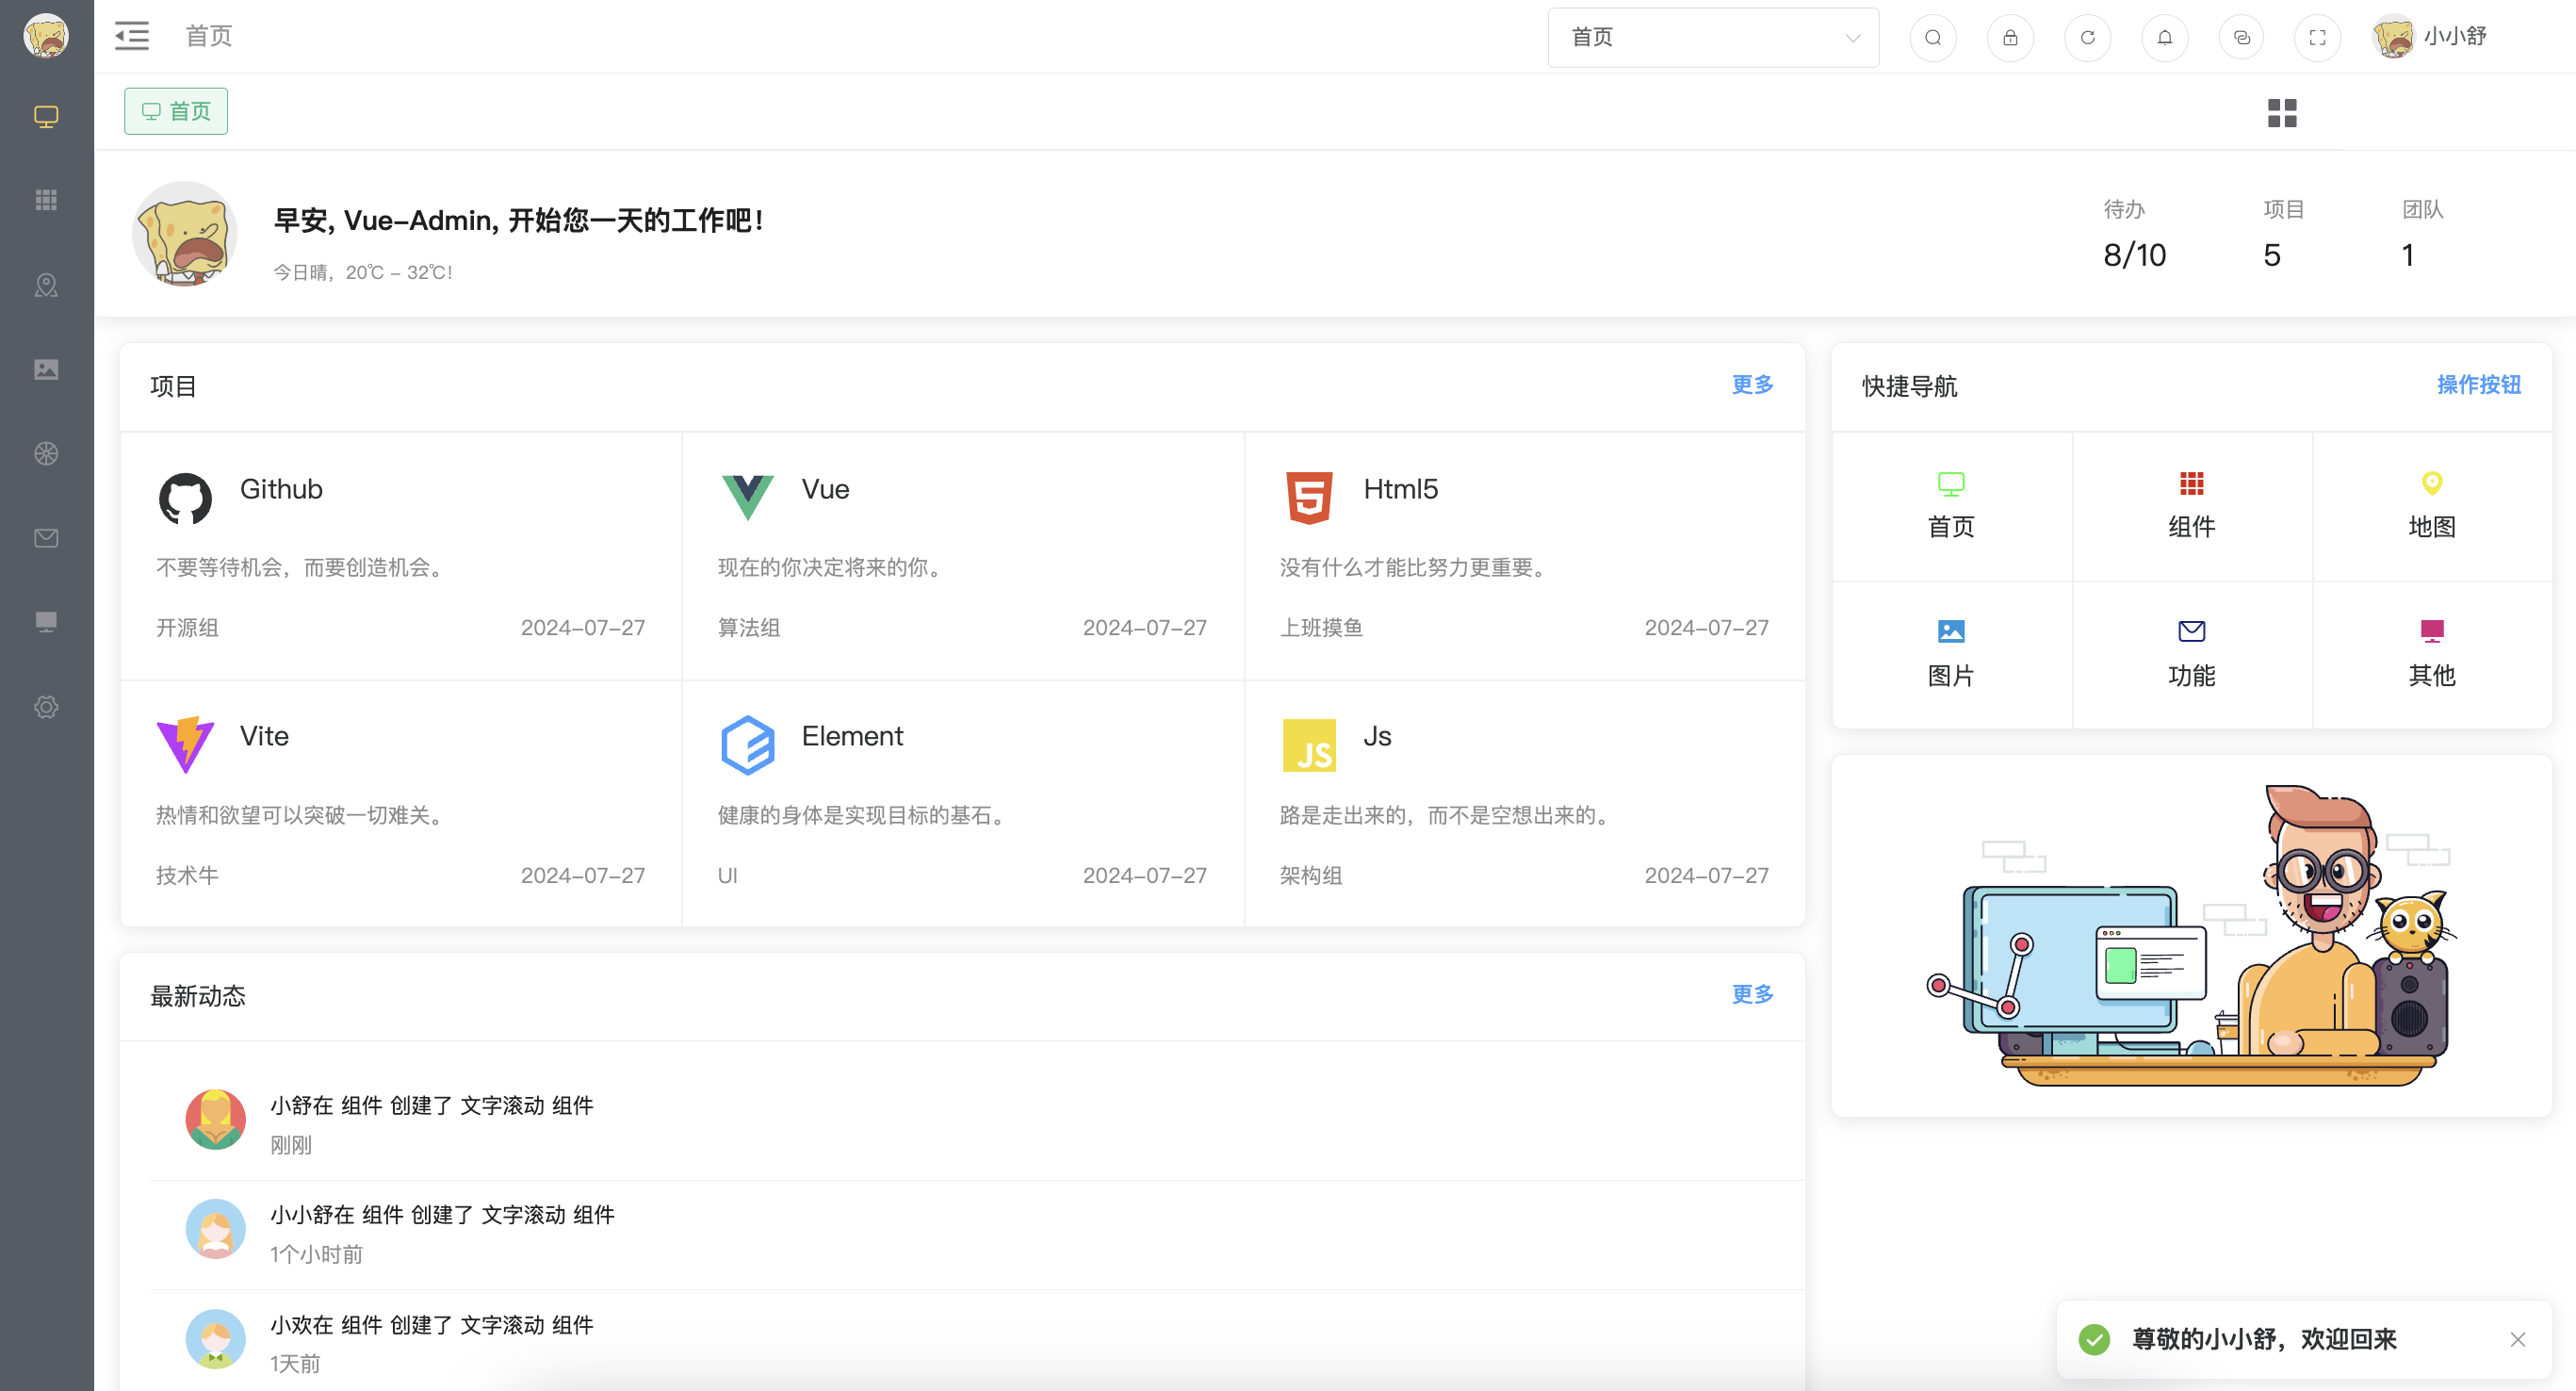 首页
首页
小小舒
首页
早安, Vue-Admin, 开始您一天的工作吧!
今日晴，20℃ - 32℃!
待办
8/10
项目
5
团队
1
项目
更多
Github
不要等待机会，而要创造机会。
开源组
2024-07-27
Vue
现在的你决定将来的你。
算法组
2024-07-27
Html5
没有什么才能比努力更重要。
上班摸鱼
2024-07-27
Vite
热情和欲望可以突破一切难关。
技术牛
2024-07-27
Element
健康的身体是实现目标的基石。
UI
2024-07-27
JS
Js
路是走出来的，而不是空想出来的。
架构组
2024-07-27
快捷导航
操作按钮
首页
组件
地图
图片
功能
其他
最新动态
更多
小舒在 组件 创建了 文字滚动 组件
刚刚
小小舒在 组件 创建了 文字滚动 组件
1个小时前
小欢在 组件 创建了 文字滚动 组件
1天前
尊敬的小小舒，欢迎回来